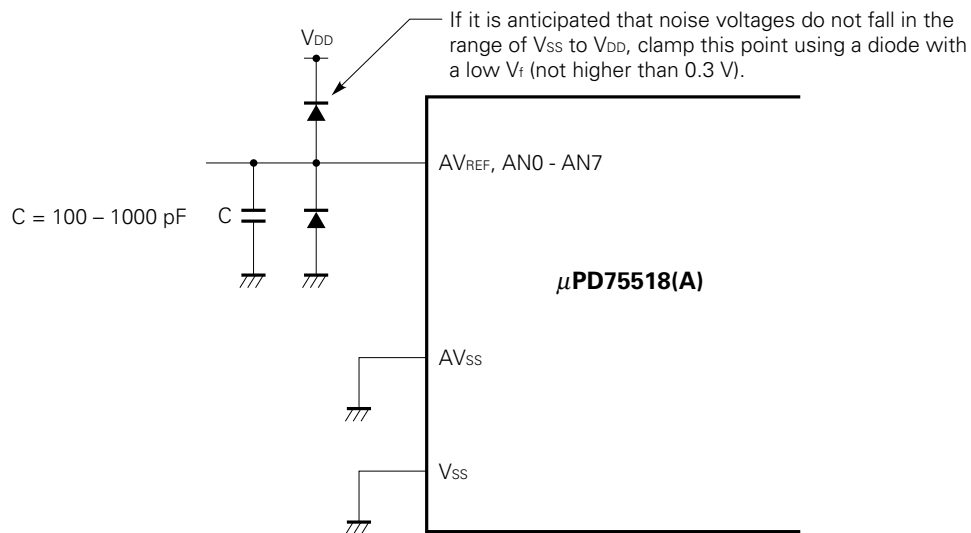 If it is anticipated that noise voltages do not fall in the
VDD
range of VSS to VDD, clamp this point using a diode with
a low Vf (not higher than 0.3 V).
AVREF, AN0 - AN7
C = 100 – 1000 pF
C
μPD75518(A)
AVSS
VSS